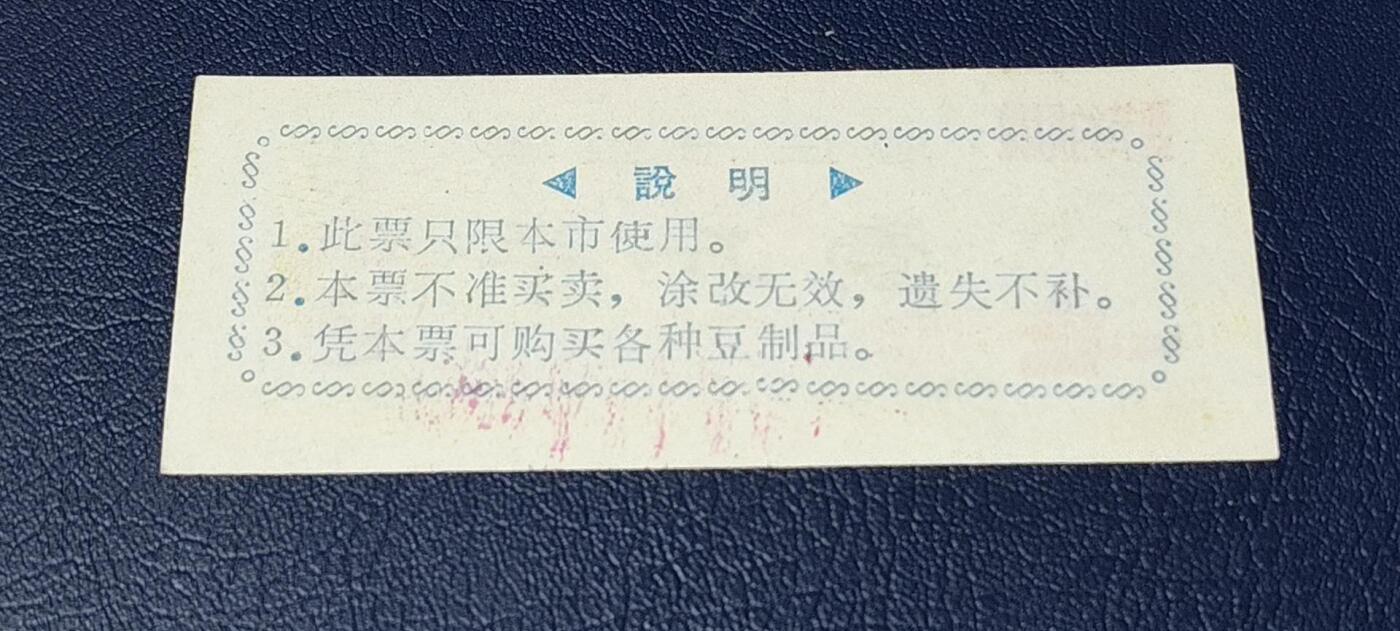 說 明
1.此票只限本市使用。
2.本票不准买卖，涂改无效，遗失不补。
3.凭本票可购买各种豆制品。